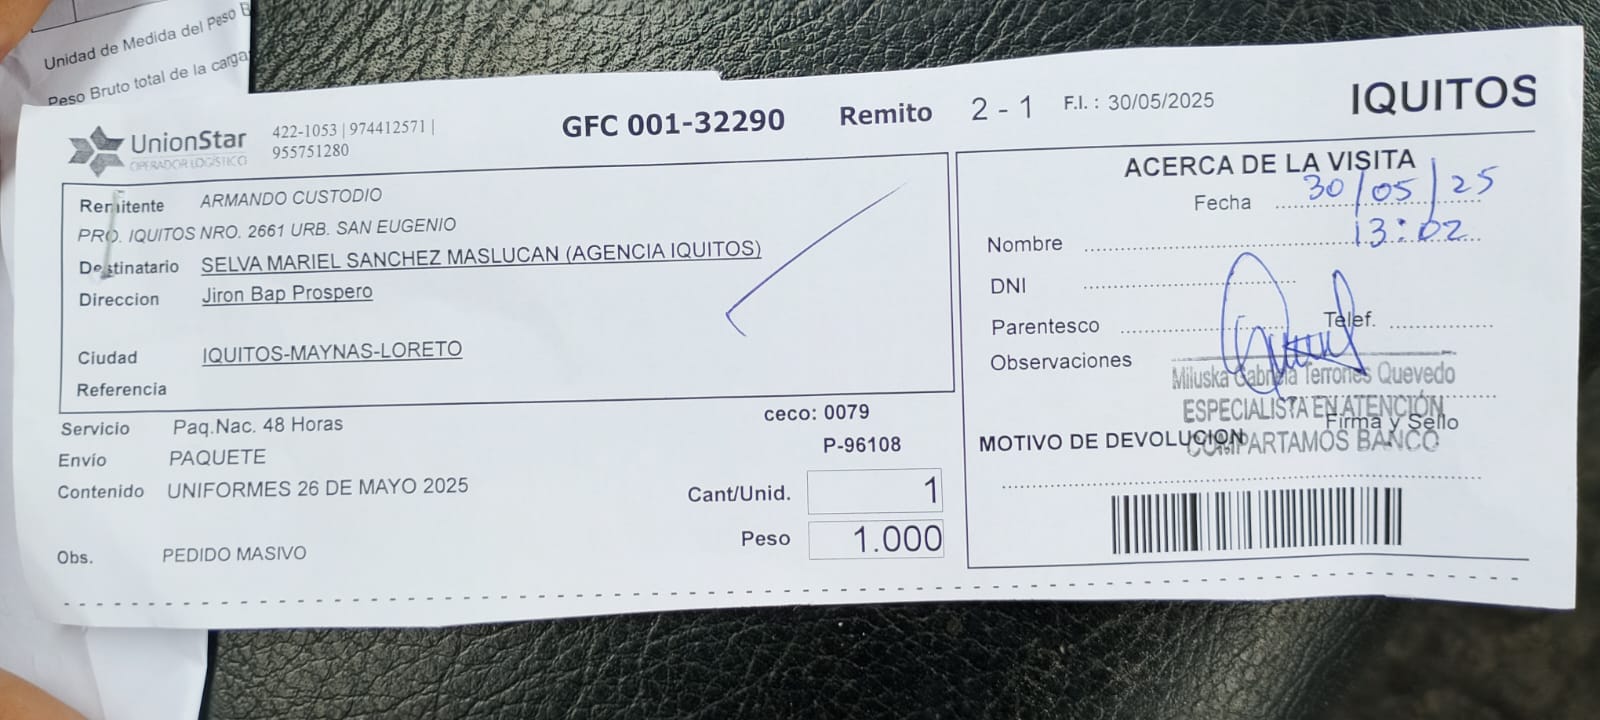 Unidad de Medida del Peso B
Peso Bruto total de la carga
UnionStar
OPERADOR LOGÍSTICO
422-1053 | 974412571 |
955751280
GFC 001-32290
Remito 2 - 1
F.I. : 30/05/2025
IQUITOS
Remitente ARMANDO CUSTODIO
PRO. IQUITOS NRO. 2661 URB. SAN EUGENIO
Destinatario SELVA MARIEL SANCHEZ MASLUCAN (AGENCIA IQUITOS)
Direccion Jiron Bap Prospero
Ciudad IQUITOS-MAYNAS-LORETO
Referencia
Servicio Paq.Nac. 48 Horas
Envío PAQUETE
Contenido UNIFORMES 26 DE MAYO 2025
Obs. PEDIDO MASIVO
ceco: 0079
P-96108
Cant/Unid. 1
Peso 1.000
ACERCA DE LA VISITA
Fecha 30/05/25
13:02
Nombre
DNI
Parentesco
Telef.
Observaciones
Miluska Gabriela Terrones Quevedo
ESPECIALISTA EN ATENCIÓN
COMPARTAMOS BANCO
Firma y Sello
MOTIVO DE DEVOLUCION